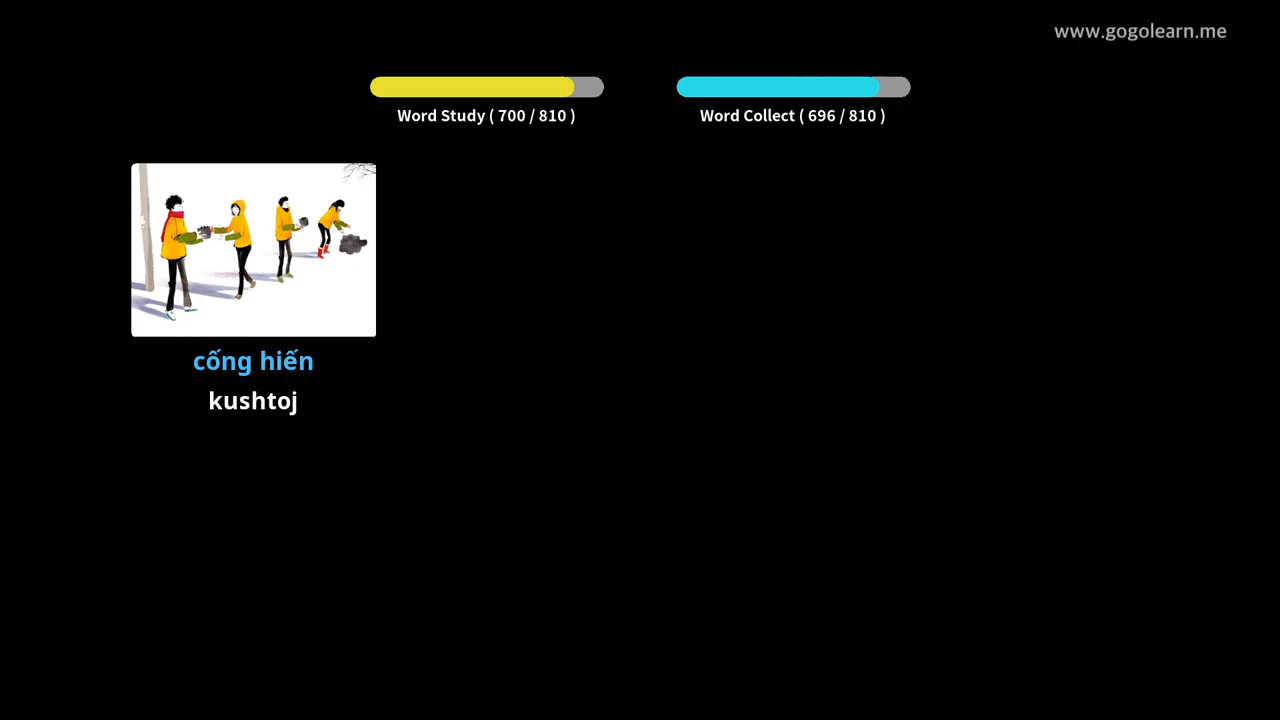 www.gogolearn.me
Word Study ( 700 / 810 )
Word Collect ( 696 / 810 )
cống hiến
kushtoj